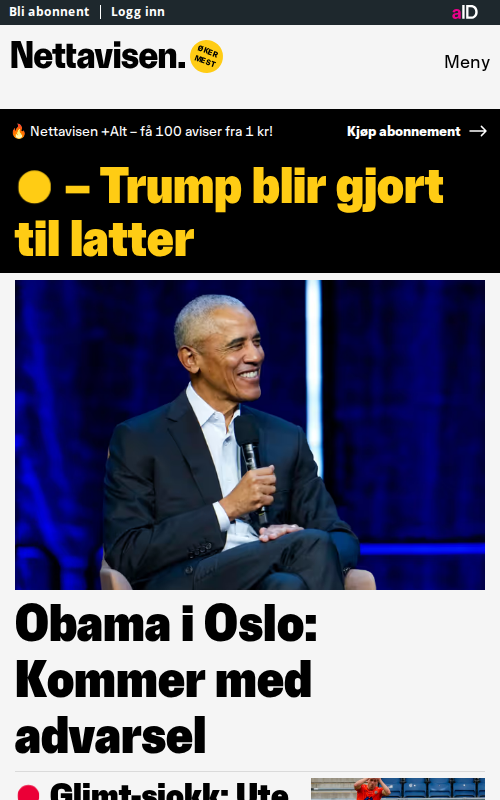 Bli abonnent | Logg inn
aID
Nettavisen.
ØKER
MEST
Meny
🔥 Nettavisen +Alt – få 100 aviser fra 1 kr!
Kjøp abonnement →
– Trump blir gjort
til latter
Obama i Oslo:
Kommer med
advarsel
Glimt-sjokk: Ute